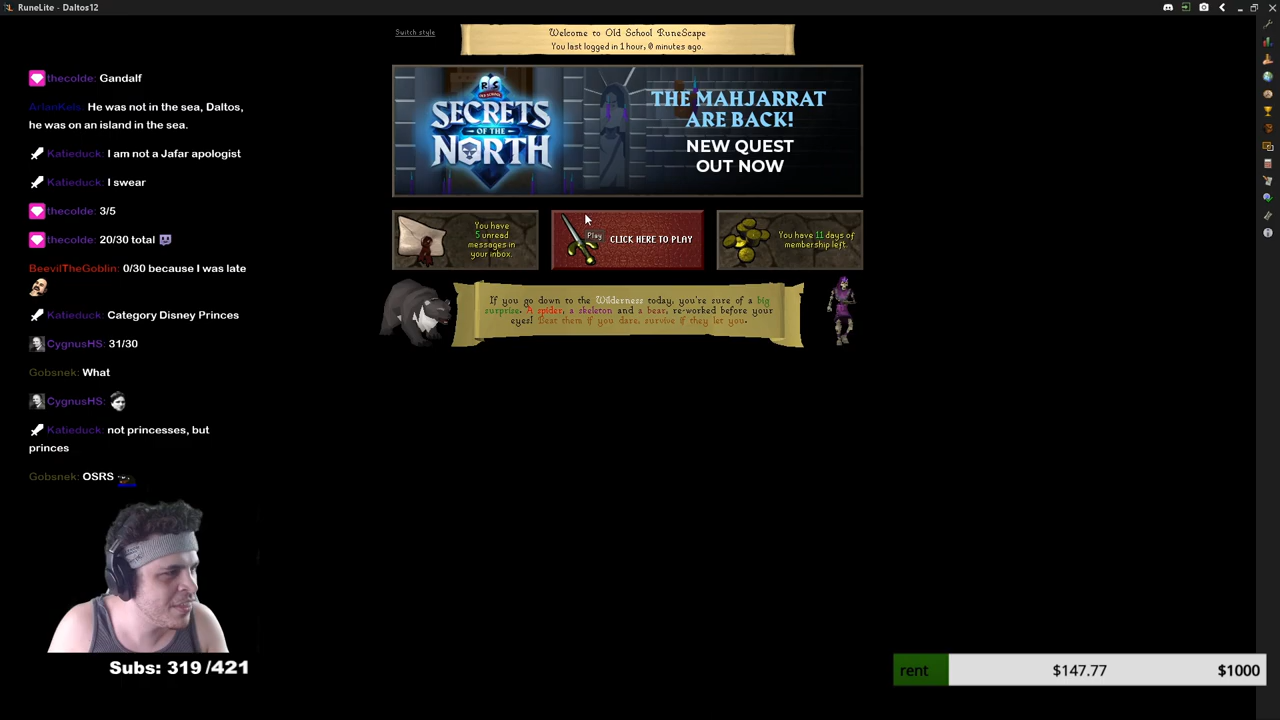 RuneLite - Daltos12
Switch style
Welcome to Old School RuneScape
You last logged in 1 hour, 0 minutes ago.
thecolde: Gandalf
ArlanKels: He was not in the sea, Daltos,
he was on an island in the sea.
Katieduck: I am not a Jafar apologist
Katieduck: I swear
thecolde: 3/5
thecolde: 20/30 total
BeevilTheGoblin: 0/30 because I was late
Katieduck: Category Disney Princes
CygnusHS: 31/30
Gobsnek: What
CygnusHS:
Katieduck: not princesses, but
princes
Gobsnek: OSRS
SECRETS
OF THE
NORTH
THE MAHJARRAT
ARE BACK!
NEW QUEST
OUT NOW
You have
5 unread
messages in
your inbox.
Play
CLICK HERE TO PLAY
You have 11 days of
membership left.
If you go down to the Wilderness today, you're sure of a big
surprise. A spider, a skeleton and a bear, re-worked before your
eyes! Beat them if you dare, survive if they let you.
Subs: 319 /421
rent $147.77 $1000